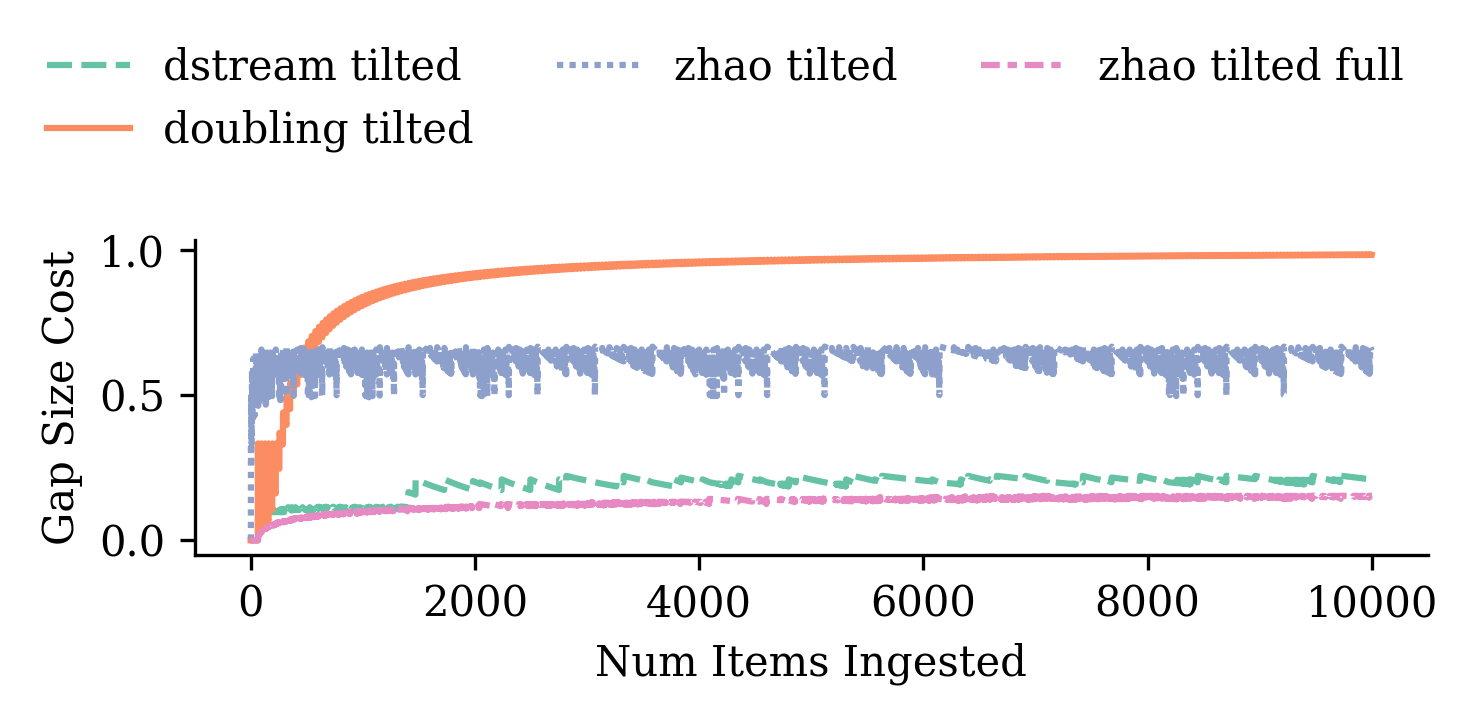 dstream tilted
zhao tilted
zhao tilted full
doubling tilted
Gap Size Cost
1.0
0.5
0.0
0 2000 4000 6000 8000 10000
Num Items Ingested